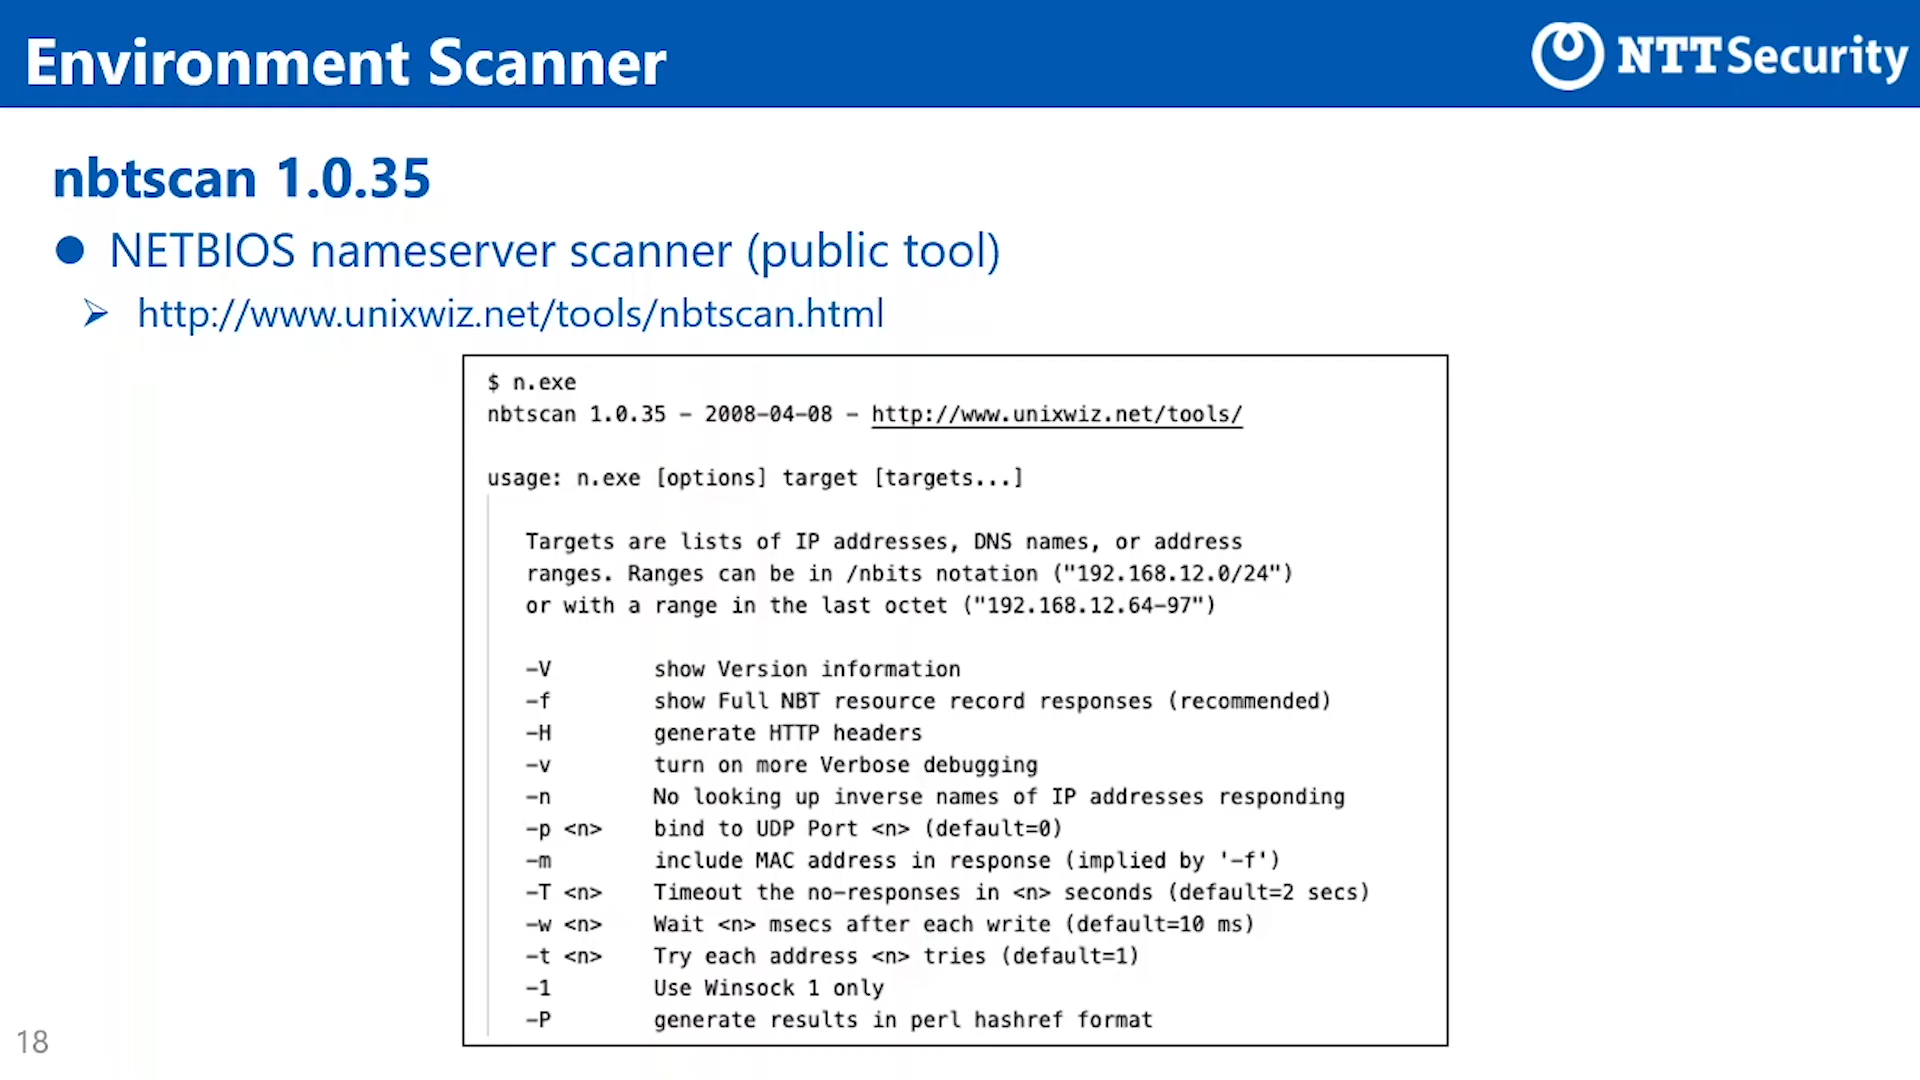 Environment Scanner
NTT Security
nbtscan 1.0.35
● NETBIOS nameserver scanner (public tool)
➢ http://www.unixwiz.net/tools/nbtscan.html
$ n.exe
nbtscan 1.0.35 - 2008-04-08 - http://www.unixwiz.net/tools/
usage: n.exe [options] target [targets...]
Targets are lists of IP addresses, DNS names, or address
ranges. Ranges can be in /nbits notation ("192.168.12.0/24")
or with a range in the last octet ("192.168.12.64-97")
-V show Version information
-f show Full NBT resource record responses (recommended)
-H generate HTTP headers
-v turn on more Verbose debugging
-n No looking up inverse names of IP addresses responding
-p <n> bind to UDP Port <n> (default=0)
-m include MAC address in response (implied by '-f')
-T <n> Timeout the no-responses in <n> seconds (default=2 secs)
-w <n> Wait <n> msecs after each write (default=10 ms)
-t <n> Try each address <n> tries (default=1)
-1 Use Winsock 1 only
-P generate results in perl hashref format
18